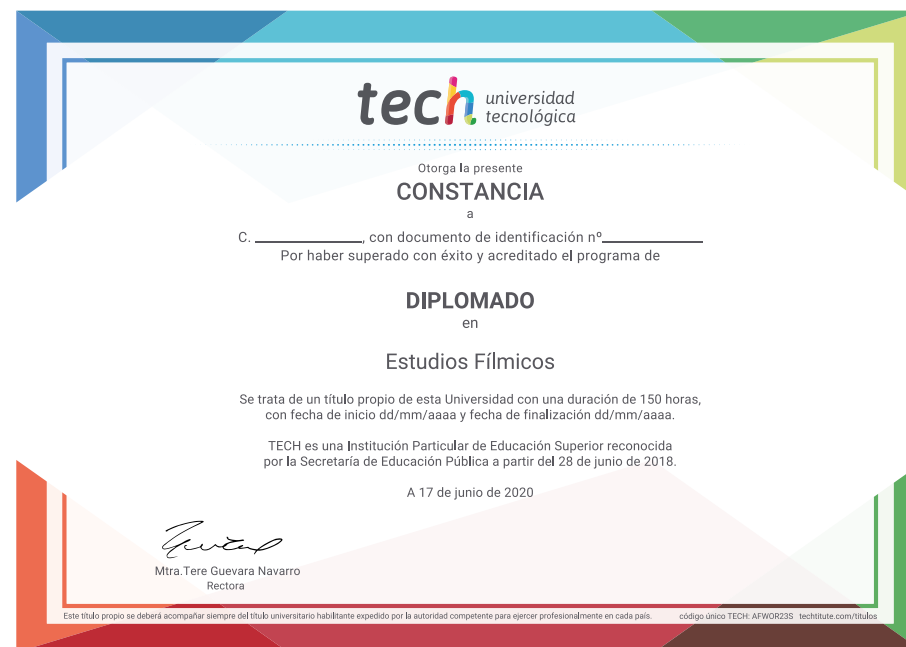 tech universidad
tecnológica
Otorga la presente
CONSTANCIA
a
C. ____________, con documento de identificación nº____________
Por haber superado con éxito y acreditado el programa de
DIPLOMADO
en
Estudios Fílmicos
Se trata de un título propio de esta Universidad con una duración de 150 horas,
con fecha de inicio dd/mm/aaaa y fecha de finalización dd/mm/aaaa.
TECH es una Institución Particular de Educación Superior reconocida
por la Secretaría de Educación Pública a partir del 28 de junio de 2018.
A 17 de junio de 2020
Mtra.Tere Guevara Navarro
Rectora
Este título propio se deberá acompañar siempre del título universitario habilitante expedido por la autoridad competente para ejercer profesionalmente en cada país. código único TECH: AFWOR23S techtitute.com/titulos